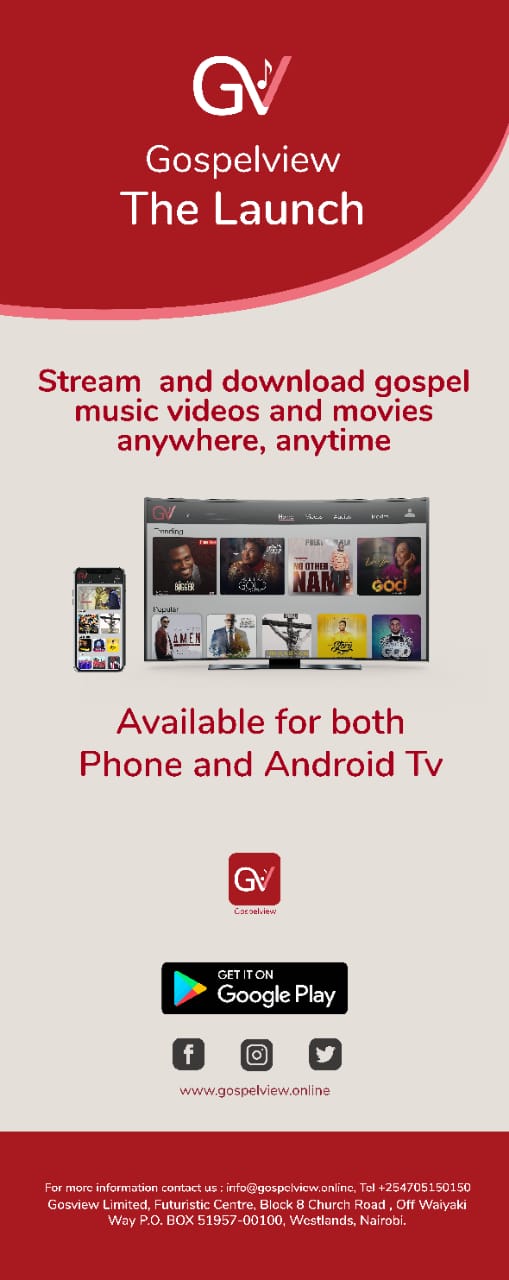 GV
Gospelview
The Launch
Stream and download gospel
music videos and movies
anywhere, anytime
GV
Home Videos Audios
Trending
BIGGER
NO OTHER
NAME
GOD!
Popular
AMEN
Glory
Available for both
Phone and Android Tv
GV
Gospelview
GET IT ON
Google Play
www.gospelview.online
For more information contact us : info@gospelview.online, Tel +254705150150
Gosview Limited, Futuristic Centre, Block 8 Church Road , Off Waiyaki
Way P.O. BOX 51957-00100, Westlands, Nairobi.